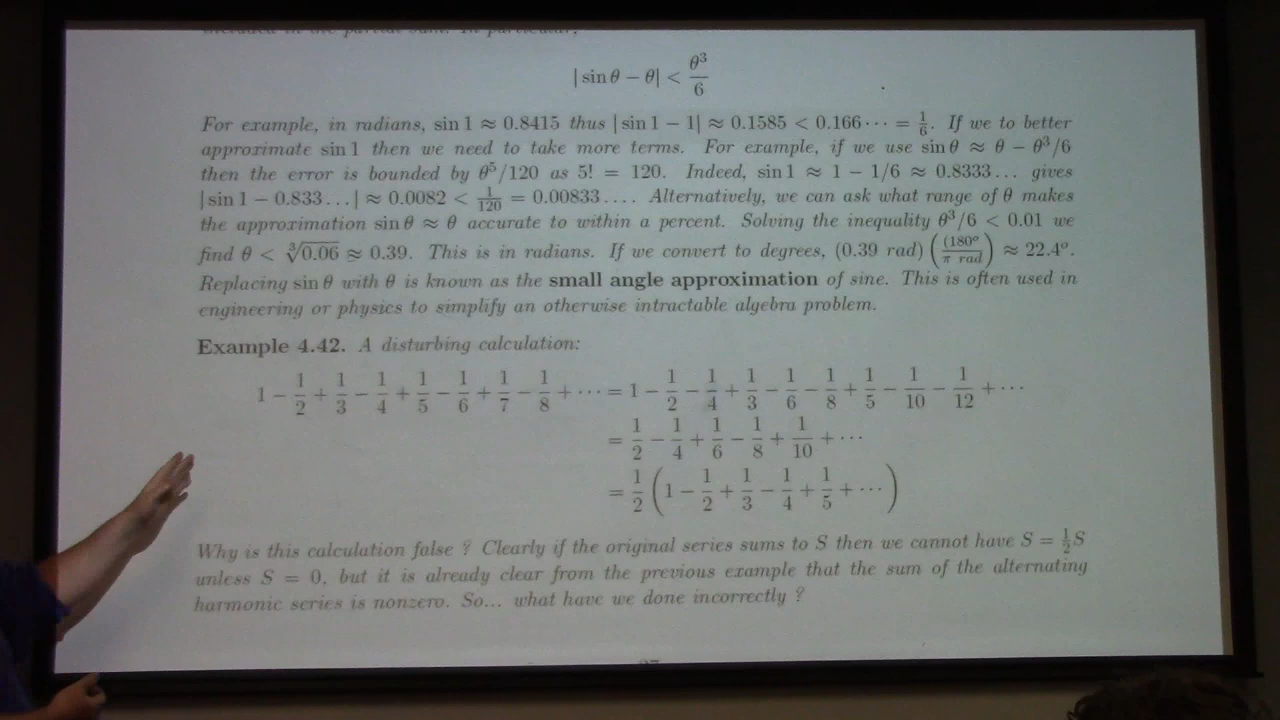 included in the partial sum. In particular,
| sin θ − θ| < θ³/6
For example, in radians, sin 1 ≈ 0.8415 thus | sin 1 − 1| ≈ 0.1585 < 0.166 ⋯ = 1/6. If we to better
approximate sin 1 then we need to take more terms. For example, if we use sin θ ≈ θ − θ³/6
then the error is bounded by θ⁵/120 as 5! = 120. Indeed, sin 1 ≈ 1 − 1/6 ≈ 0.8333... gives
| sin 1 − 0.833...| ≈ 0.0082 < 1/120 = 0.00833.... Alternatively, we can ask what range of θ makes
the approximation sin θ ≈ θ accurate to within a percent. Solving the inequality θ³/6 < 0.01 we
find θ < ∛0.06 ≈ 0.39. This is in radians. If we convert to degrees, (0.39 rad) ((180°/π rad) ≈ 22.4°.
Replacing sin θ with θ is known as the small angle approximation of sine. This is often used in
engineering or physics to simplify an otherwise intractable algebra problem.
Example 4.42. A disturbing calculation:
1 − 1/2 + 1/3 − 1/4 + 1/5 − 1/6 + 1/7 − 1/8 + ⋯ = 1 − 1/2 − 1/4 + 1/3 − 1/6 − 1/8 + 1/5 − 1/10 − 1/12 + ⋯
= 1/2 − 1/4 + 1/6 − 1/8 + 1/10 + ⋯
= 1/2 (1 − 1/2 + 1/3 − 1/4 + 1/5 + ⋯)
Why is this calculation false ? Clearly if the original series sums to S then we cannot have S = ½S
unless S = 0, but it is already clear from the previous example that the sum of the alternating
harmonic series is nonzero. So... what have we done incorrectly ?